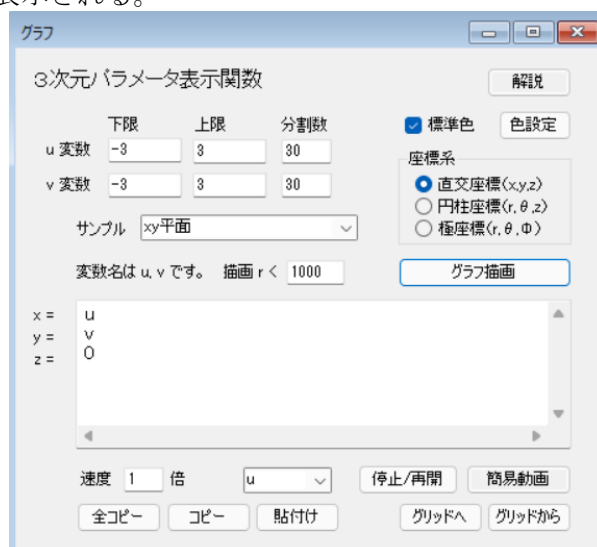 表示される。
グラフ
3次元パラメータ表示関数 解説
下限 上限 分割数 標準色 色設定
u 変数 -3 3 30 座標系
v 変数 -3 3 30 直交座標(x,y,z)
円柱座標(r,θ,z)
サンプル xy平面 極座標(r,θ,Φ)
変数名は u, v です。 描画 r < 1000 グラフ描画
x = u
y = v
z = 0
速度 1 倍 u 停止/再開 簡易動画
全コピー コピー 貼付け グリッドへ グリッドから